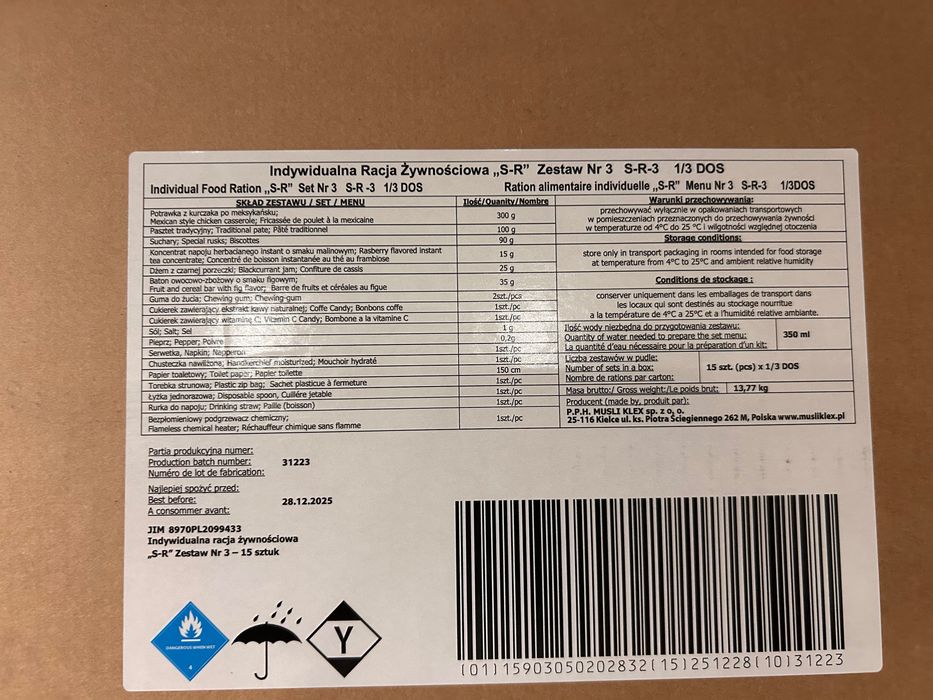 Indywidualna Racja Żywnościowa „S-R” Zestaw Nr 3 S-R-3 1/3 DOS
Individual Food Ration „S-R” Set Nr 3 S-R -3 1/3 DOS
Ration alimentaire individuelle „S-R” Menu Nr 3 S-R-3 1/3DOS
SKŁAD ZESTAWU / SET / MENU
Ilość/Quanity/Nombre
Potrawka z kurczaka po meksykańsku;
Mexican style chicken casserole; Fricassée de poulet à la mexicaine
300 g
Pasztet tradycyjny; Traditional pate; Pâté traditionnel
100 g
Suchary; Special rusks; Biscottes
90 g
Koncentrat napoju herbacianego instant o smaku malinowym; Rasberry flavored instant
tea concentrate; Concentré de boisson instantanée au thé au framboise
15 g
Dżem z czarnej porzeczki; Blackcurrant jam; Confiture de cassis
25 g
Baton owocowo-zbożowy o smaku figowym;
Fruit and cereal bar with fig flavor; Barre de fruits et céréales au figue
35 g
Guma do żucia; Chewing gum; Chewing-gum
2szt./pcs
Cukierek zawierający ekstrakt kawy naturalnej; Coffe Candy; Bonbons coffe
1szt./pc
Cukierek zawierający witaminę C; Vitamin C Candy; Bombone a la vitamine C
1szt./pc
Sól; Salt; Sel
1 g
Pieprz; Pepper; Poivre
0,2g
Serwetka, Napkin; Napperon
1szt./pc
Chusteczka nawilżona; Handkerchief moisturized; Mouchoir hydraté
1szt./pc
Papier toaletowy; Toilet paper; Papier toilette
150 cm
Torebka strunowa; Plastic zip bag; Sachet plasticue à fermeture
1szt./pc
Łyżka jednorazowa; Disposable spoon, Cuillére jetable
1szt./pc
Rurka do napoju; Drinking straw; Paille (boisson)
1szt./pc
Bezpłomieniowy podgrzewacz chemiczny;
Flameless chemical heater; Réchauffeur chimique sans flamme
1szt./pc
Warunki przechowywania:
przechowywać wyłącznie w opakowaniach transportowych
w pomieszczeniach przeznaczonych do przechowywania żywności
w temperaturze od 4°C do 25 °C i wilgotności względnej otoczenia
Storage conditions:
store only in transport packaging in rooms intended for food storage
at temperature from 4°C to 25°C and ambient relative humidity
Conditions de stockage :
conserver uniquement dans les emballages de transport dans
les locaux qui sont destinés au stockage nourritue
a la température de 4°C a 25°C et a l'humidité relative ambiante.
Ilość wody niezbędna do przygotowania zestawu:
Quantity of water needed to prepare the set menu:
La quantité d'eau nécessaire pour la préparation d'un kit:
350 ml
Liczba zestawów w pudle:
Number of sets in a box:
Nombre de rations par carton:
15 szt. (pcs) x 1/3 DOS
Masa brutto:/ Gross weight:/Le poids brut:
13,77 kg
Producent (made by, produit par):
P.P.H. MUSLI KLEX sp. z o. o.
25-116 Kielce ul. ks. Piotra Ściegiennego 262 M, Polska www.musliklex.pl
Partia produkcyjna numer:
Production batch number: 31223
Numéro de lot de fabrication:
Najlepiej spożyć przed:
Best before: 28.12.2025
A consommer avant:
JIM 8970PL2099433
Indywidualna racja żywnościowa
„S-R” Zestaw Nr 3 – 15 sztuk
DANGEROUS WHEN WET
4
Y
(01)15903050202832(15)251228(10)31223